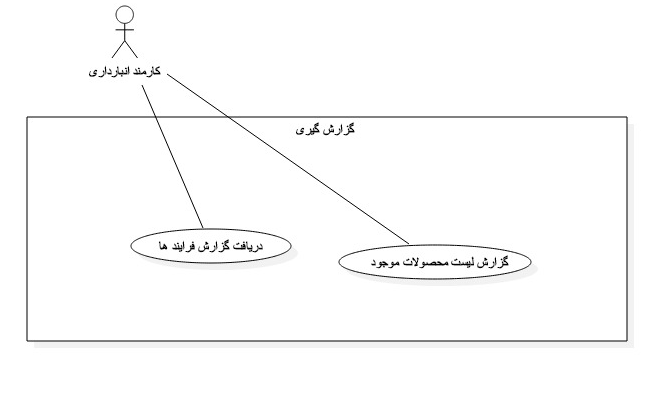 کارمند انبارداری
گزارش گیری
دریافت گزارش فرایند ها
گزارش لیست محصولات موجود